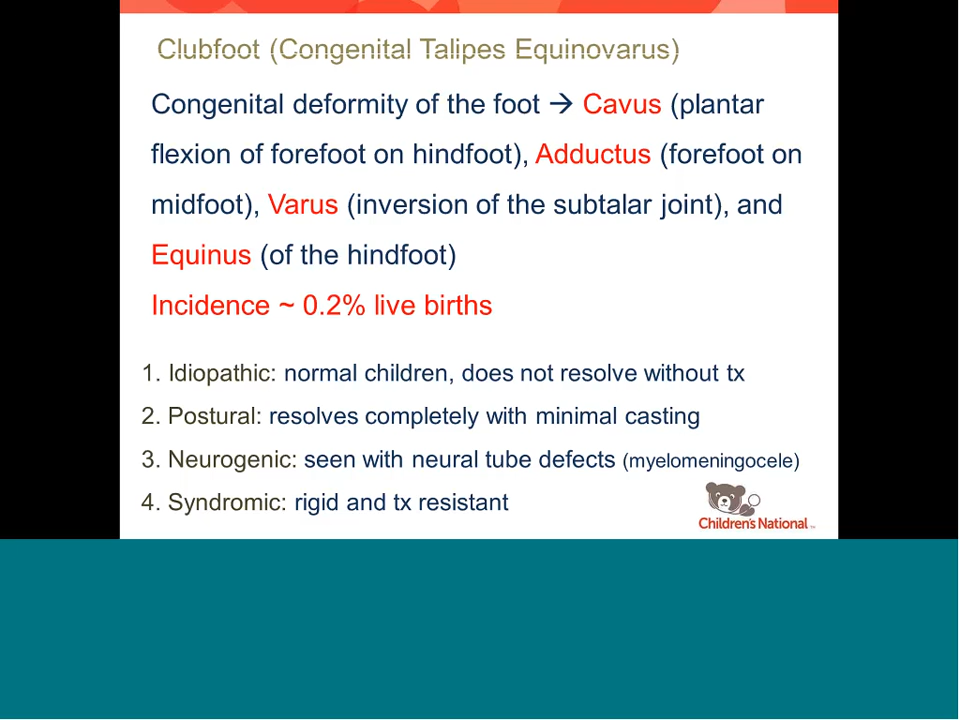 Clubfoot (Congenital Talipes Equinovarus)
Congenital deformity of the foot → Cavus (plantar
flexion of forefoot on hindfoot), Adductus (forefoot on
midfoot), Varus (inversion of the subtalar joint), and
Equinus (of the hindfoot)
Incidence ~ 0.2% live births
1. Idiopathic: normal children, does not resolve without tx
2. Postural: resolves completely with minimal casting
3. Neurogenic: seen with neural tube defects (myelomeningocele)
4. Syndromic: rigid and tx resistant
Children's National ™